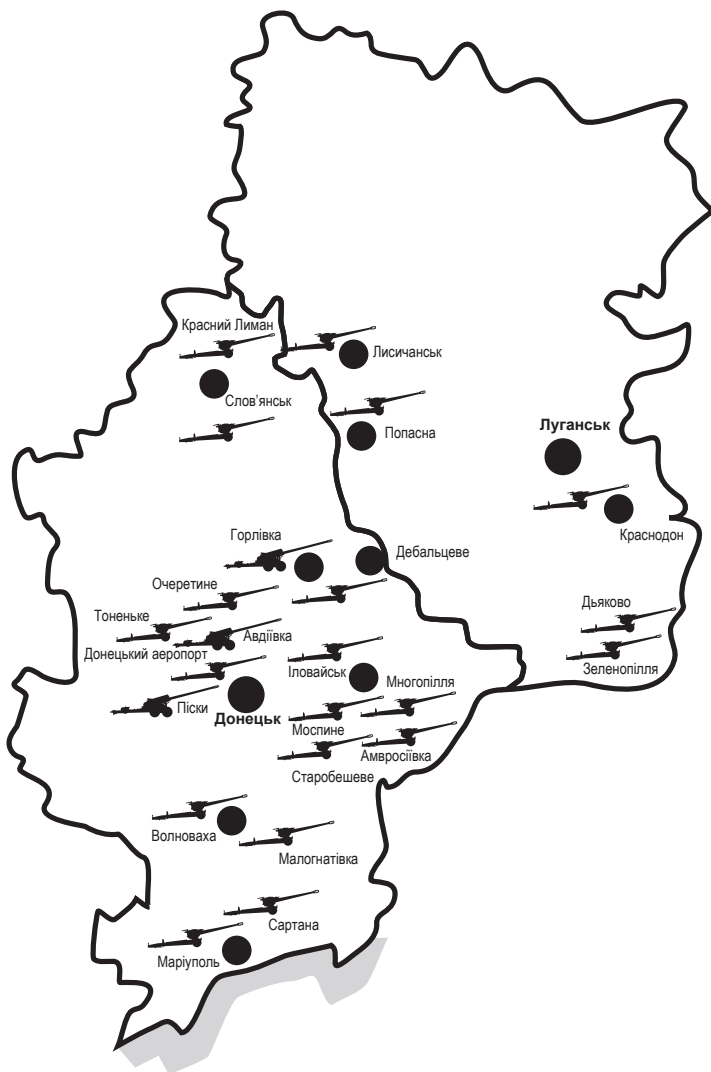 Красний Лиман
Лисичанськ
Слов’янськ
Попасна
Луганськ
Краснодон
Горлівка
Дебальцеве
Очеретине
Дьяково
Тоненьке
Авдіївка
Донецький аеропорт
Іловайськ
Зеленопілля
Многопілля
Піски
Донецьк
Моспине
Амвросіївка
Старобешеве
Волноваха
Малогнатівка
Сартана
Маріуполь